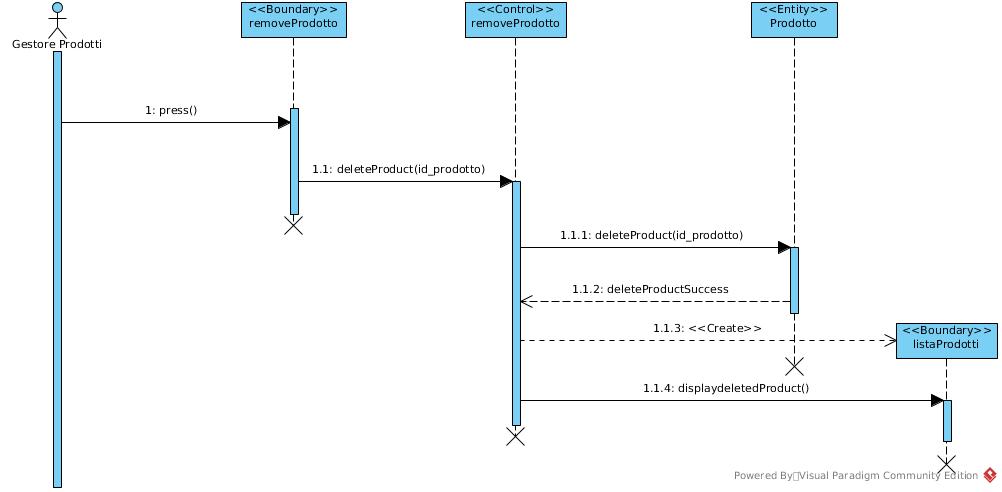 <<Boundary>>
removeProdotto
<<Control>>
removeProdotto
<<Entity>>
Prodotto
Gestore Prodotti
1: press()
1.1: deleteProduct(id_prodotto)
1.1.1: deleteProduct(id_prodotto)
1.1.2: deleteProductSuccess
1.1.3: <<Create>>
<<Boundary>>
listaProdotti
1.1.4: displaydeletedProduct()
Powered By Visual Paradigm Community Edition